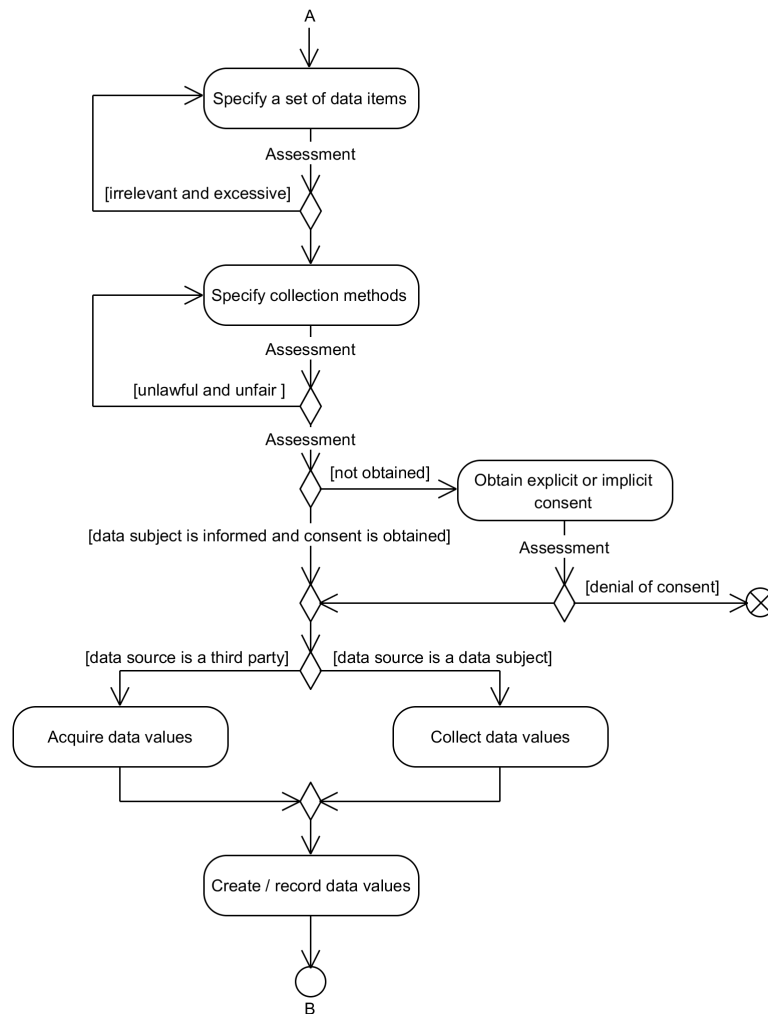 A
Specify a set of data items
Assessment
[irrelevant and excessive]
Specify collection methods
Assessment
[unlawful and unfair ]
Assessment
[not obtained]
Obtain explicit or implicit
consent
[data subject is informed and consent is obtained]
Assessment
[denial of consent]
[data source is a third party]
[data source is a data subject]
Acquire data values
Collect data values
Create / record data values
B